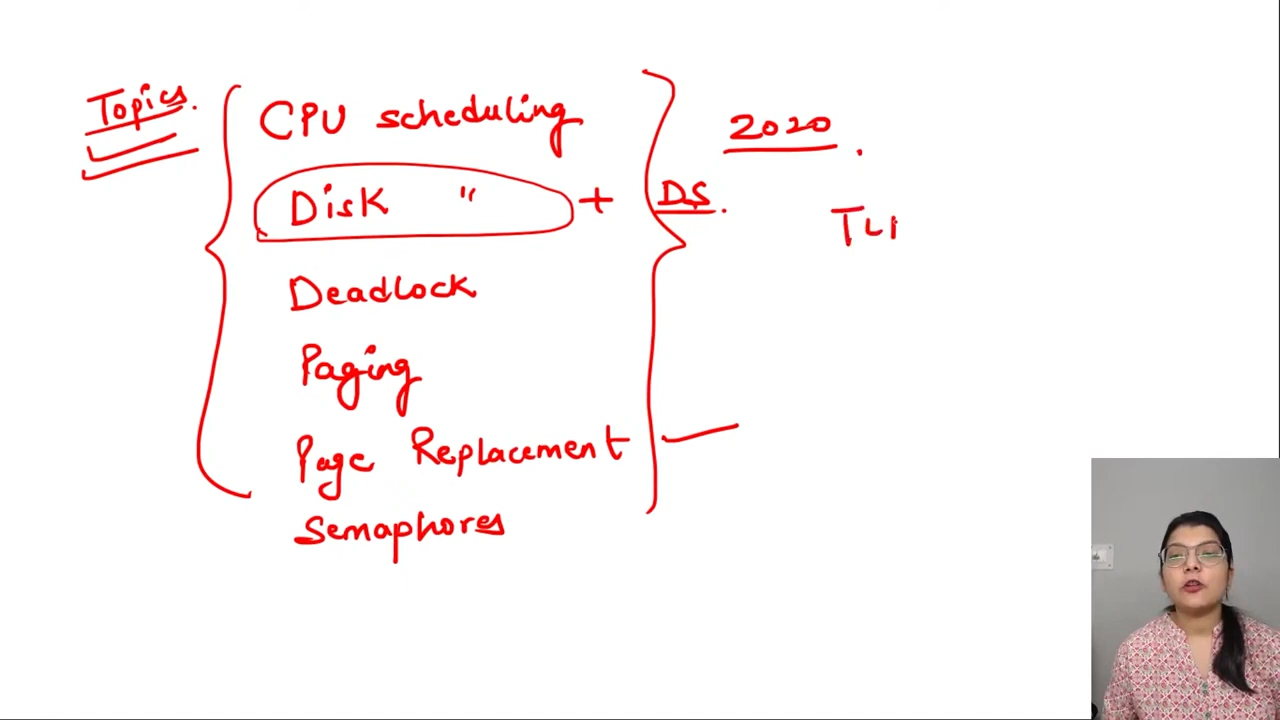 Topics.
CPU scheduling
Disk "
+ DS.
Deadlock
Paging
Page Replacement
Semaphores
2020.